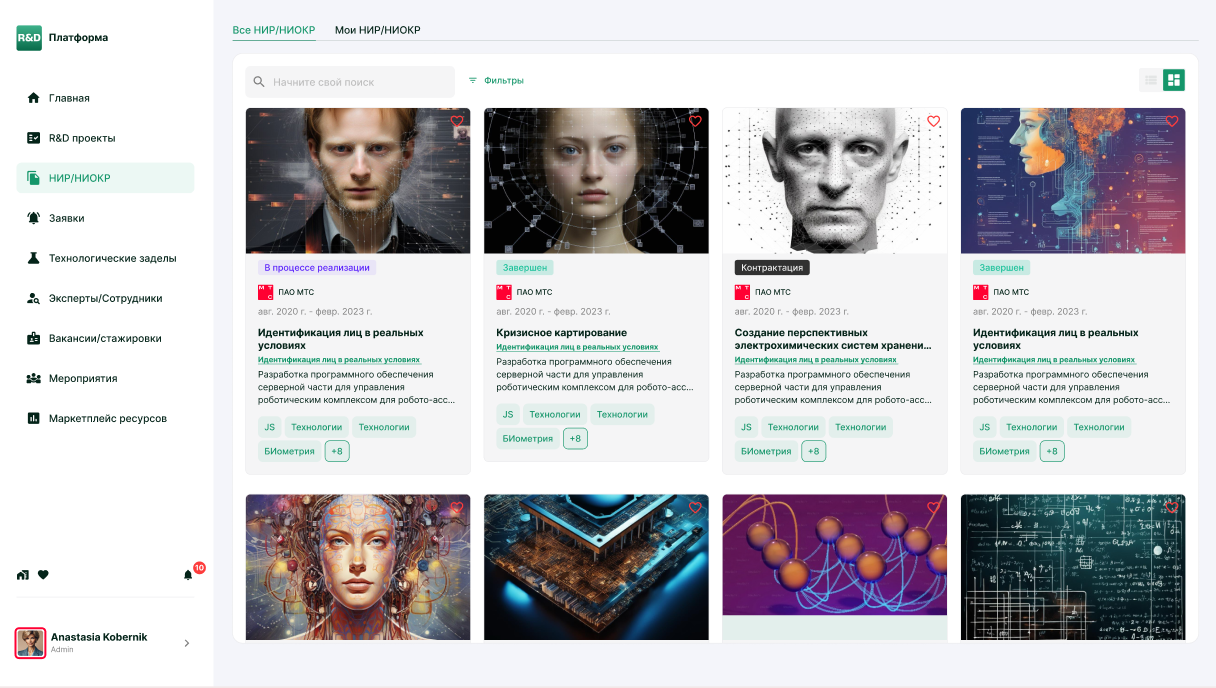 R&D Платформа
Главная
R&D проекты
НИР/НИОКР
Заявки
Технологические заделы
Эксперты/Сотрудники
Вакансии/стажировки
Мероприятия
Маркетплейс ресурсов
10
Anastasia Kobernik
Admin
Все НИР/НИОКР Мои НИР/НИОКР
Начните свой поиск Фильтры
В процессе реализации
МТС ПАО МТС
авг. 2020 г. - февр. 2023 г.
Идентификация лиц в реальных
условиях
Идентификация лиц в реальных условиях
Разработка программного обеспечения
серверной части для управления
роботическим комплексом для робото-асс...
JS Технологии Технологии
БИометрия +8
Завершен
МТС ПАО МТС
авг. 2020 г. - февр. 2023 г.
Кризисное картирование
Идентификация лиц в реальных условиях
Разработка программного обеспечения
серверной части для управления
роботическим комплексом для робото-асс...
JS Технологии Технологии
БИометрия +8
Контрактация
МТС ПАО МТС
авг. 2020 г. - февр. 2023 г.
Создание перспективных
электрохимических систем хранени...
Идентификация лиц в реальных условиях
Разработка программного обеспечения
серверной части для управления
роботическим комплексом для робото-асс...
JS Технологии Технологии
БИометрия +8
Завершен
МТС ПАО МТС
авг. 2020 г. - февр. 2023 г.
Идентификация лиц в реальных
условиях
Идентификация лиц в реальных условиях
Разработка программного обеспечения
серверной части для управления
роботическим комплексом для робото-асс...
JS Технологии Технологии
БИометрия +8